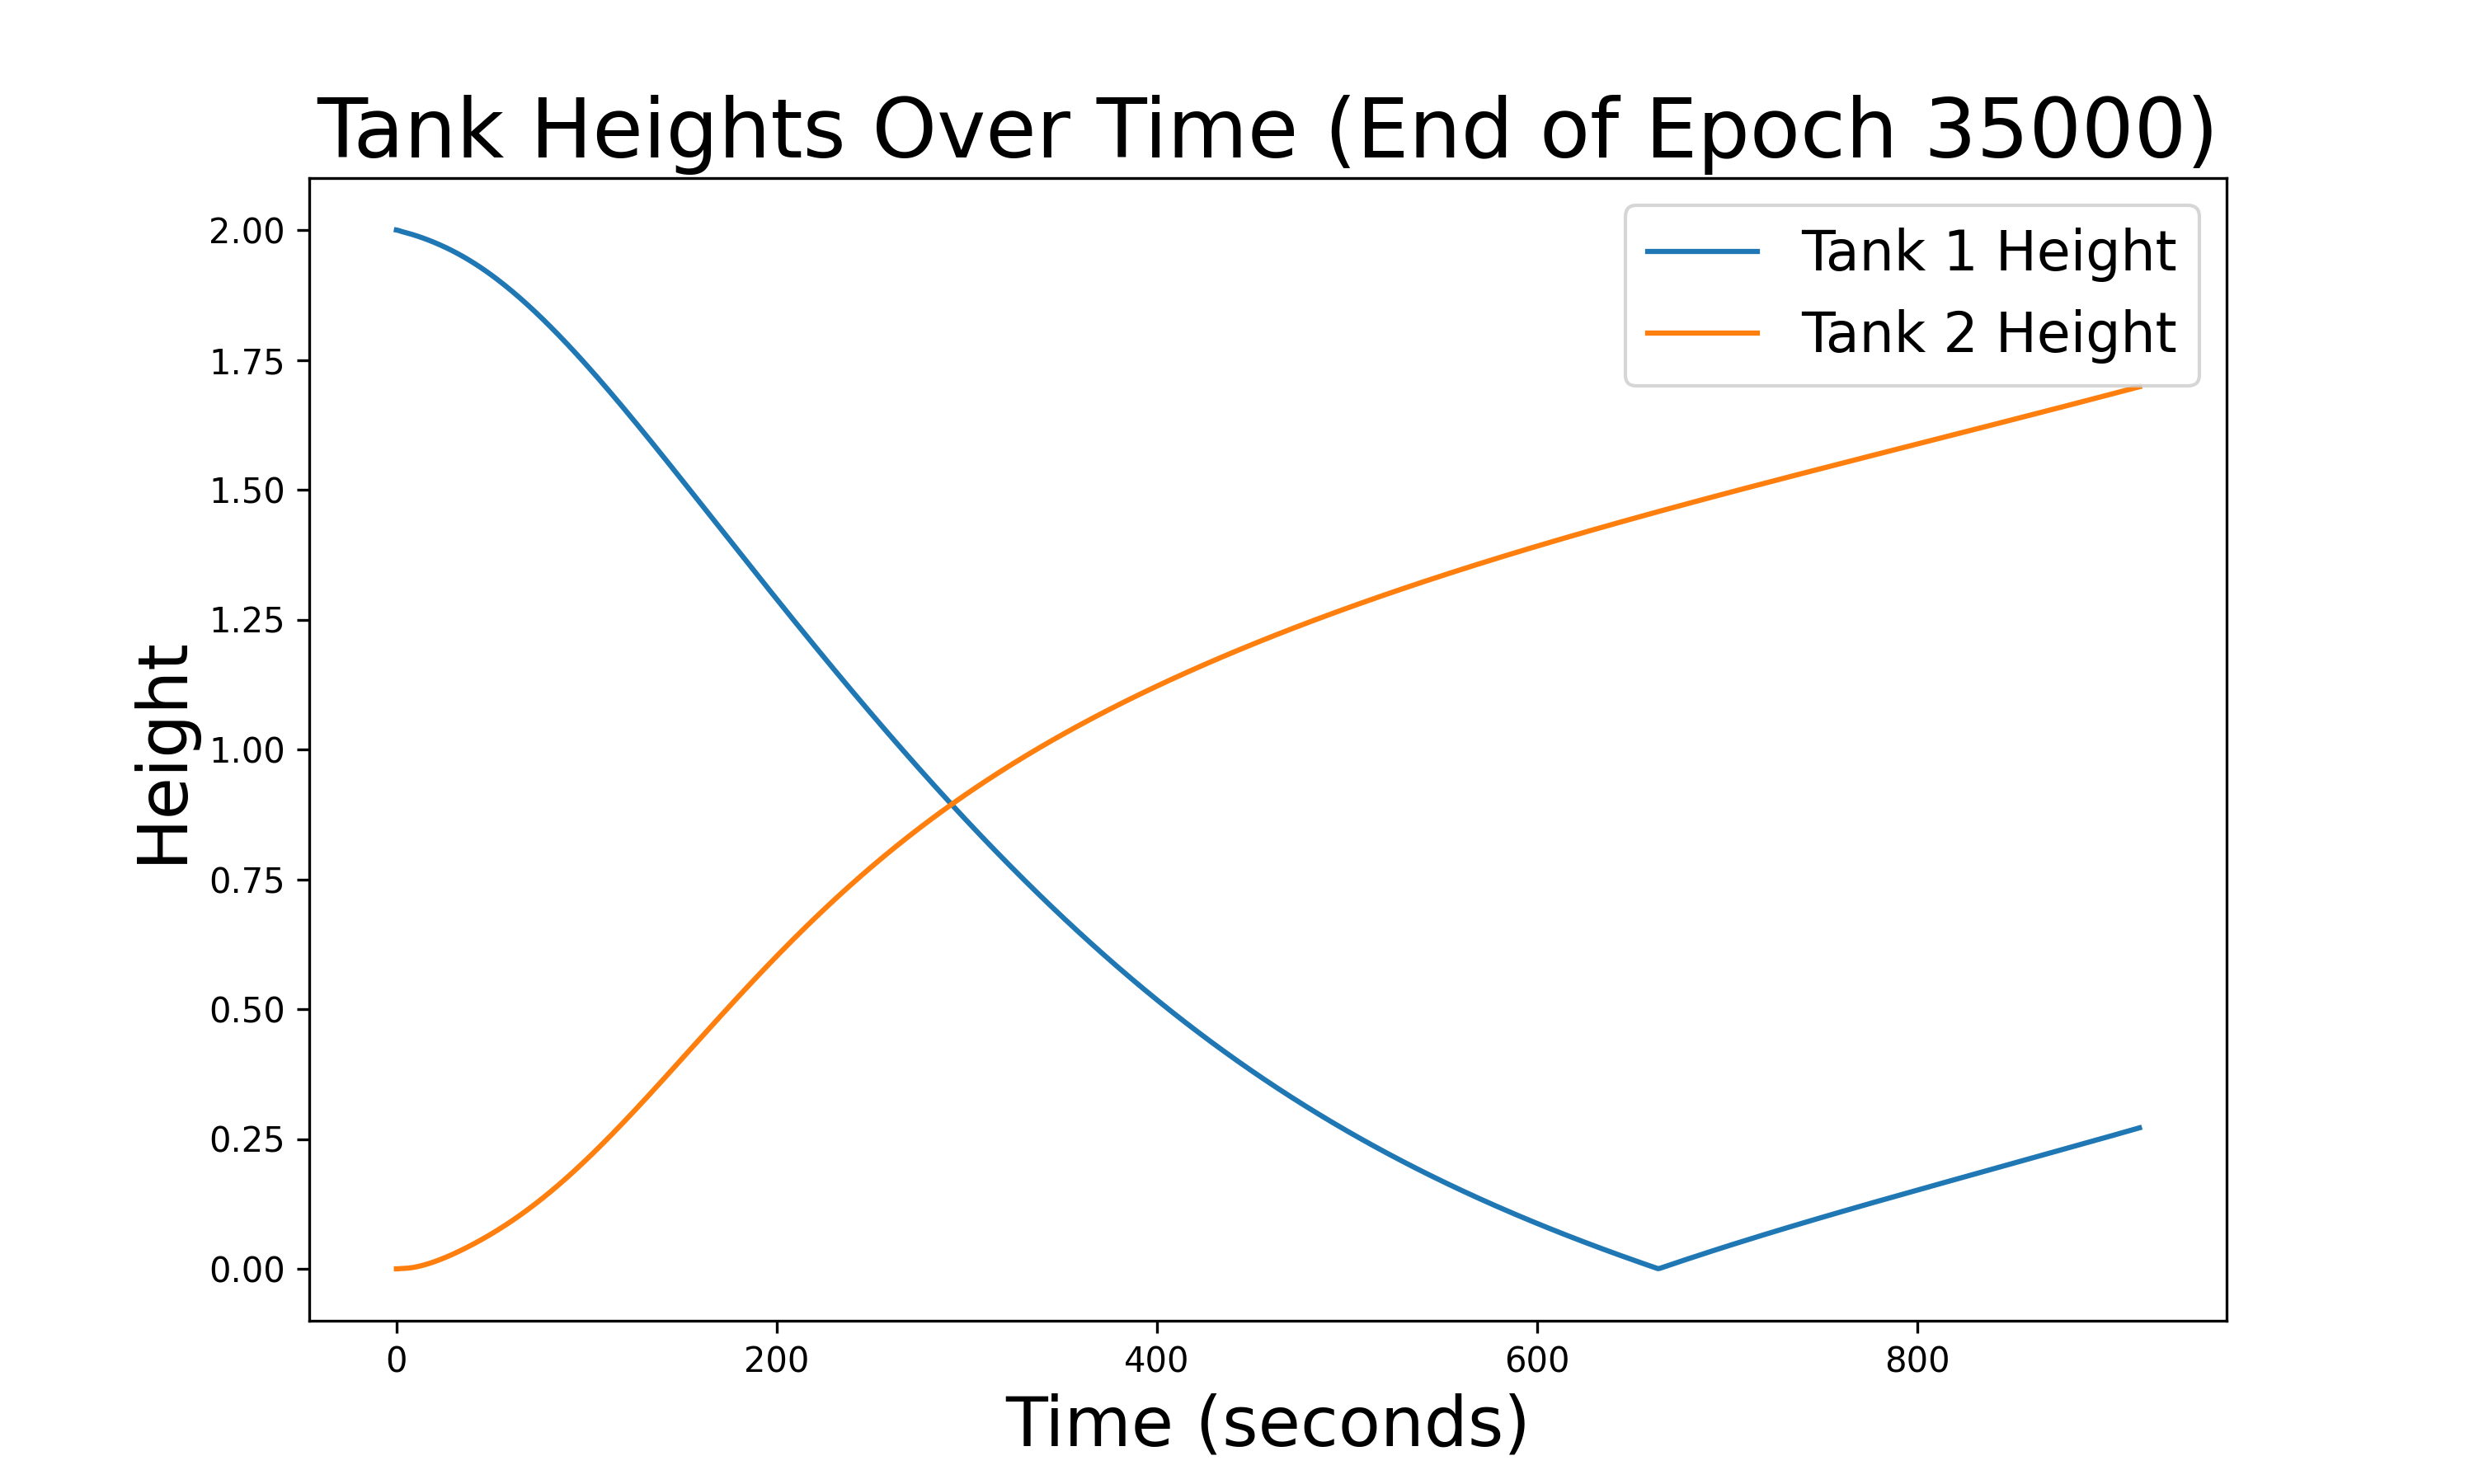 Tank Heights Over Time (End of Epoch 35000)
Tank 1 Height
Tank 2 Height
Height
2.00
1.75
1.50
1.25
1.00
0.75
0.50
0.25
0.00
0 200 400 600 800
Time (seconds)